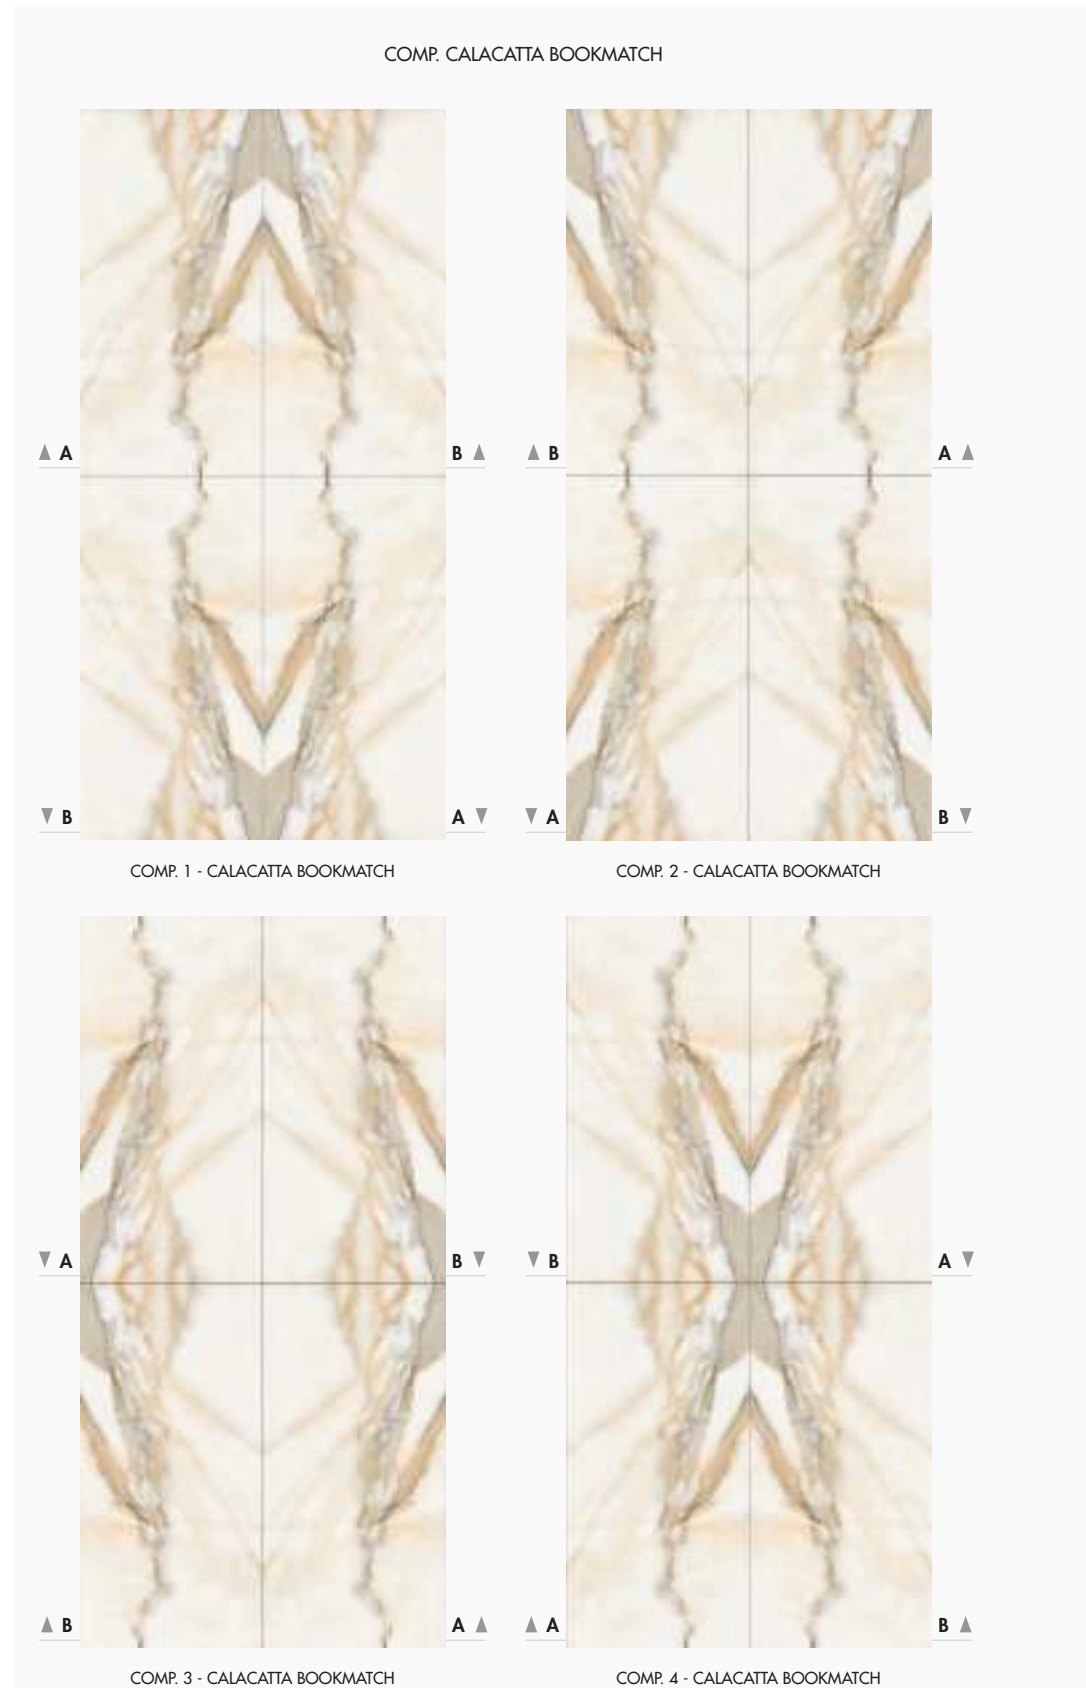 COMP. CALACATTA BOOKMATCH
▲ A B ▲
▲ B A ▲
▼ B A ▼
▼ A B ▼
COMP. 1 - CALACATTA BOOKMATCH
COMP. 2 - CALACATTA BOOKMATCH
▼ A B ▼
▼ B A ▼
▲ B A ▲
▲ A B ▲
COMP. 3 - CALACATTA BOOKMATCH
COMP. 4 - CALACATTA BOOKMATCH